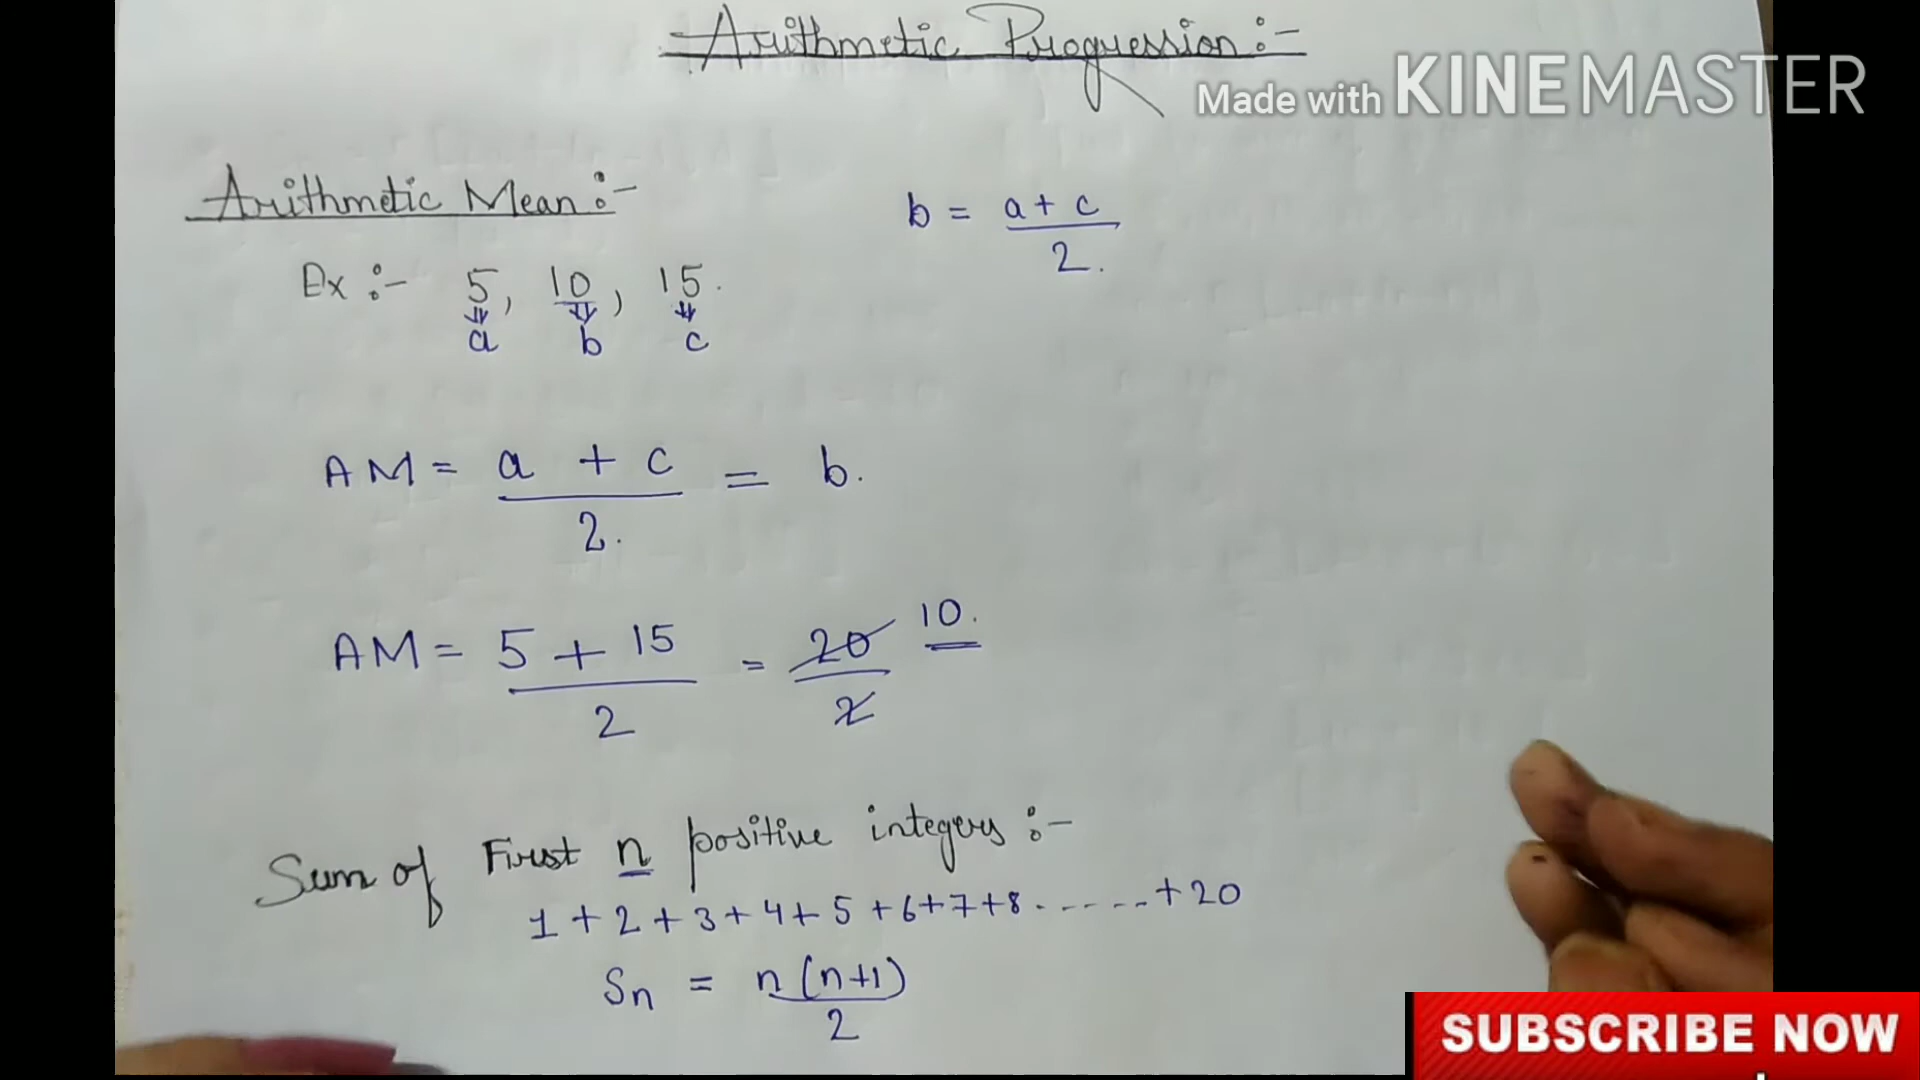 Arithmetic Progression:-
Made with KINEMASTER
Arithmetic Mean:-
b = a + c / 2.
Ex:- 5, 10, 15.
a b c
AM = a + c / 2. = b.
AM = 5 + 15 / 2 = 20 / 2 10.
Sum of First n positive integers:-
1 + 2 + 3 + 4 + 5 + 6 + 7 + 8 . - - - - . + 20
Sn = n (n+1) / 2
SUBSCRIBE NOW